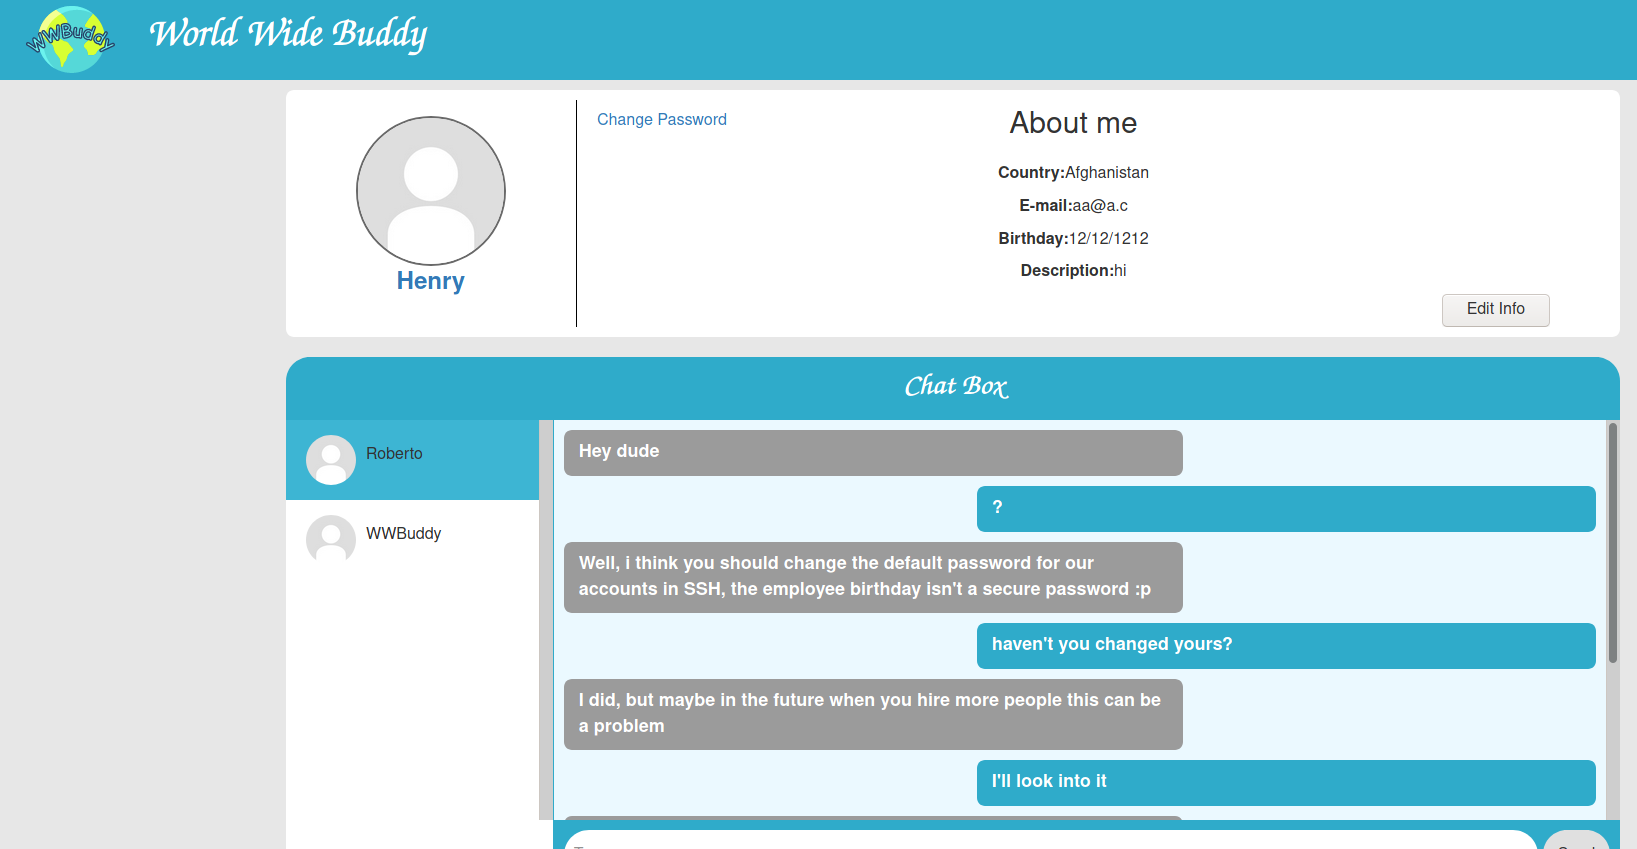 WWBuddy
World Wide Buddy
Henry
Change Password
About me
Country:Afghanistan
E-mail:aa@a.c
Birthday:12/12/1212
Description:hi
Edit Info
Chat Box
Roberto
WWBuddy
Hey dude
?
Well, i think you should change the default password for our
accounts in SSH, the employee birthday isn't a secure password :p
haven't you changed yours?
I did, but maybe in the future when you hire more people this can be
a problem
I'll look into it